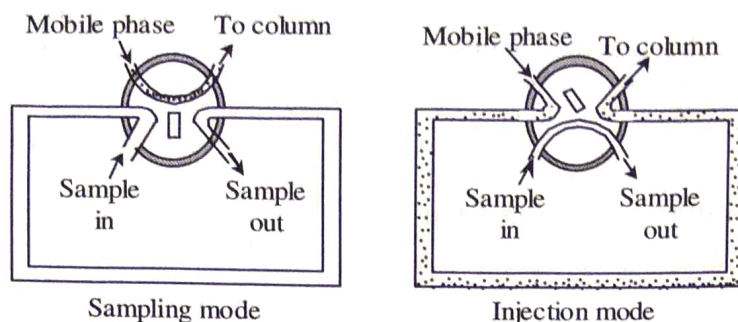 Mobile phase To column
Sample in
Sample out
Sampling mode
Mobile phase To column
Sample in
Sample out
Injection mode